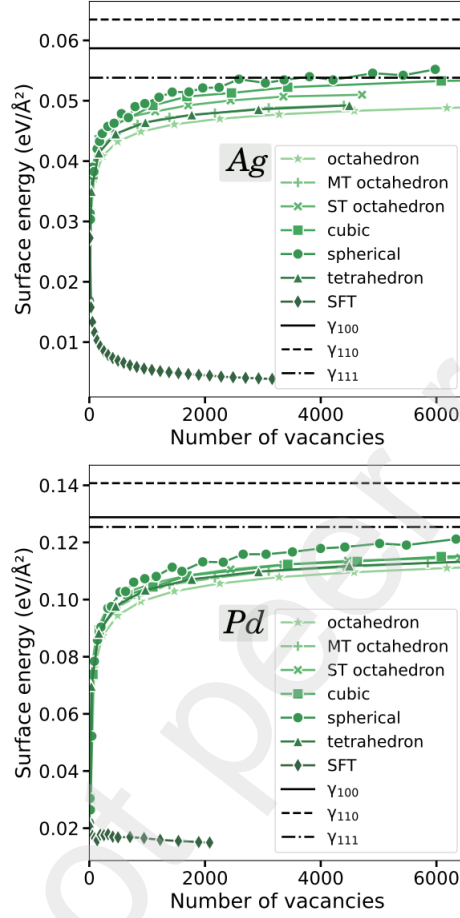 0.06
0.05
0.04
0.03
0.02
0.01
Surface energy (eV/Å²)
Ag
octahedron
MT octahedron
ST octahedron
cubic
spherical
tetrahedron
SFT
γ₁₀₀
γ₁₁₀
γ₁₁₁
0 2000 4000 6000
Number of vacancies
0.14
0.12
0.10
0.08
0.06
0.04
0.02
Surface energy (eV/Å²)
Pd
octahedron
MT octahedron
ST octahedron
cubic
spherical
tetrahedron
SFT
γ₁₀₀
γ₁₁₀
γ₁₁₁
0 2000 4000 6000
Number of vacancies
ot peer r